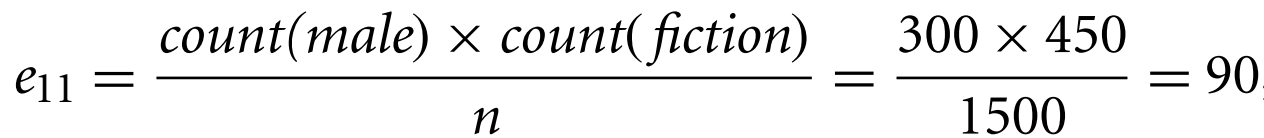 e₁₁ = count(male) × count(fiction) / n = 300 × 450 / 1500 = 90,